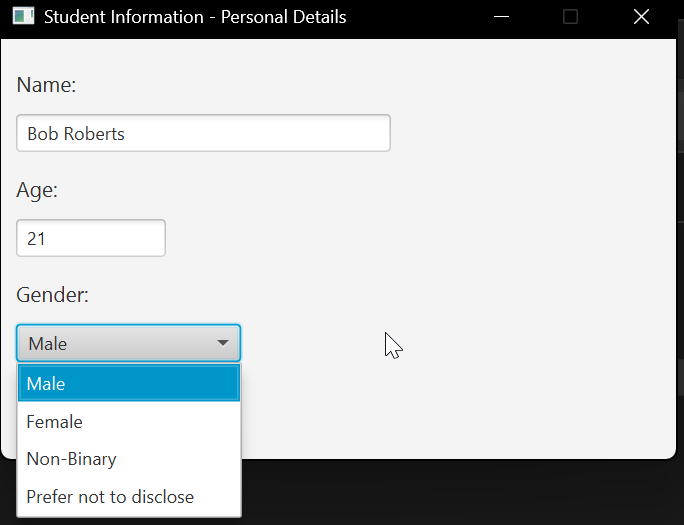 Student Information - Personal Details
Name:
Bob Roberts
Age:
21
Gender:
Male
Male
Female
Non-Binary
Prefer not to disclose